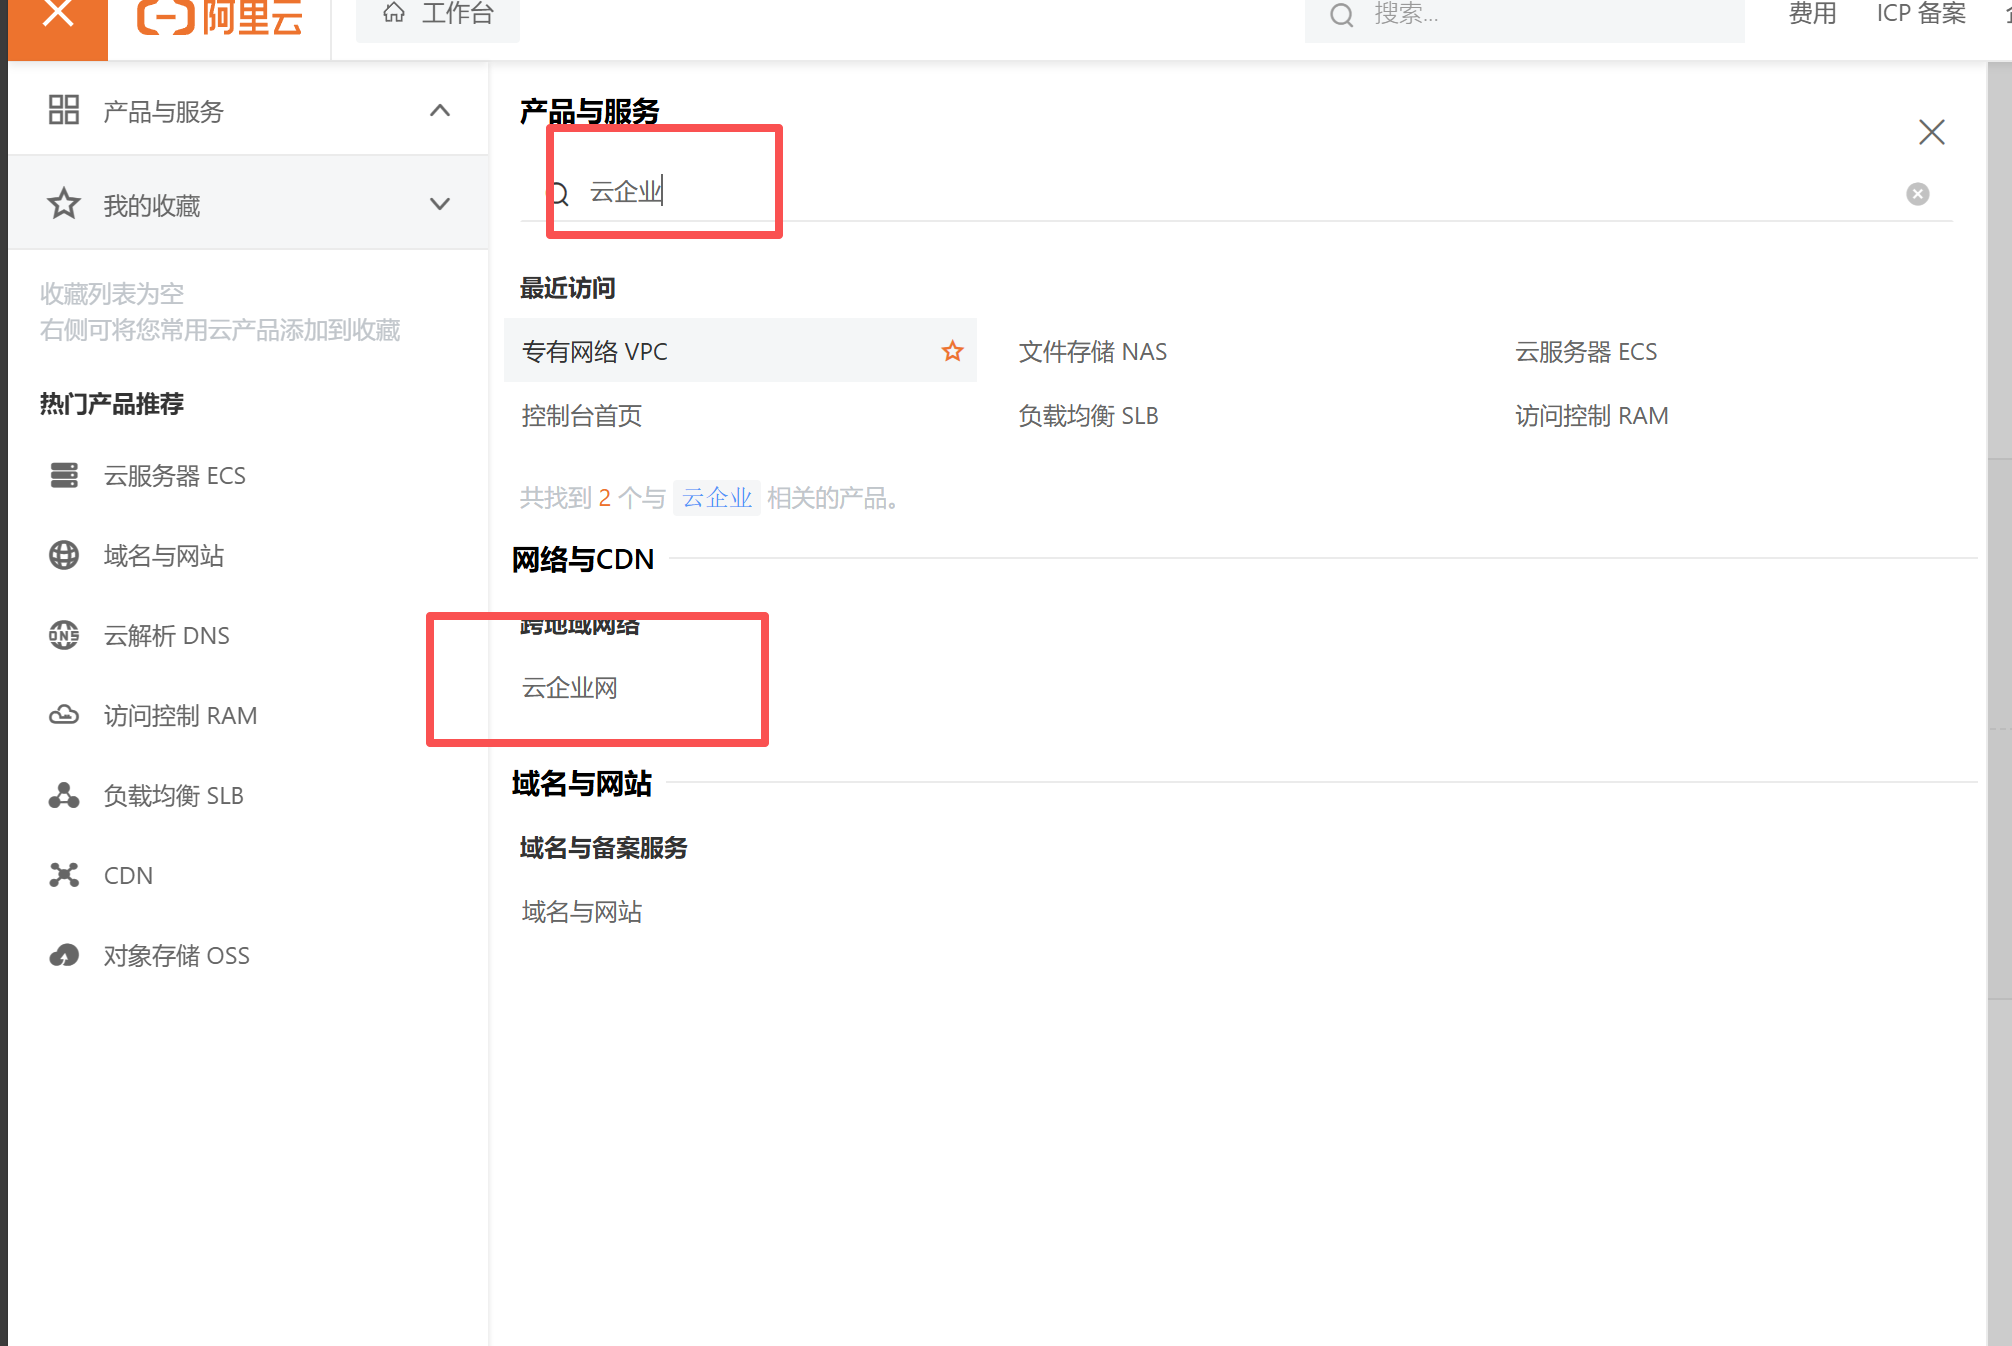 阿里云
工作台
搜索...
费用
ICP 备案
产品与服务
我的收藏
收藏列表为空
右侧可将您常用云产品添加到收藏
热门产品推荐
云服务器 ECS
域名与网站
云解析 DNS
访问控制 RAM
负载均衡 SLB
CDN
对象存储 OSS
产品与服务
云企业
最近访问
专有网络 VPC
文件存储 NAS
云服务器 ECS
控制台首页
负载均衡 SLB
访问控制 RAM
共找到 2 个与 云企业 相关的产品。
网络与CDN
跨地域网络
云企业网
域名与网站
域名与备案服务
域名与网站